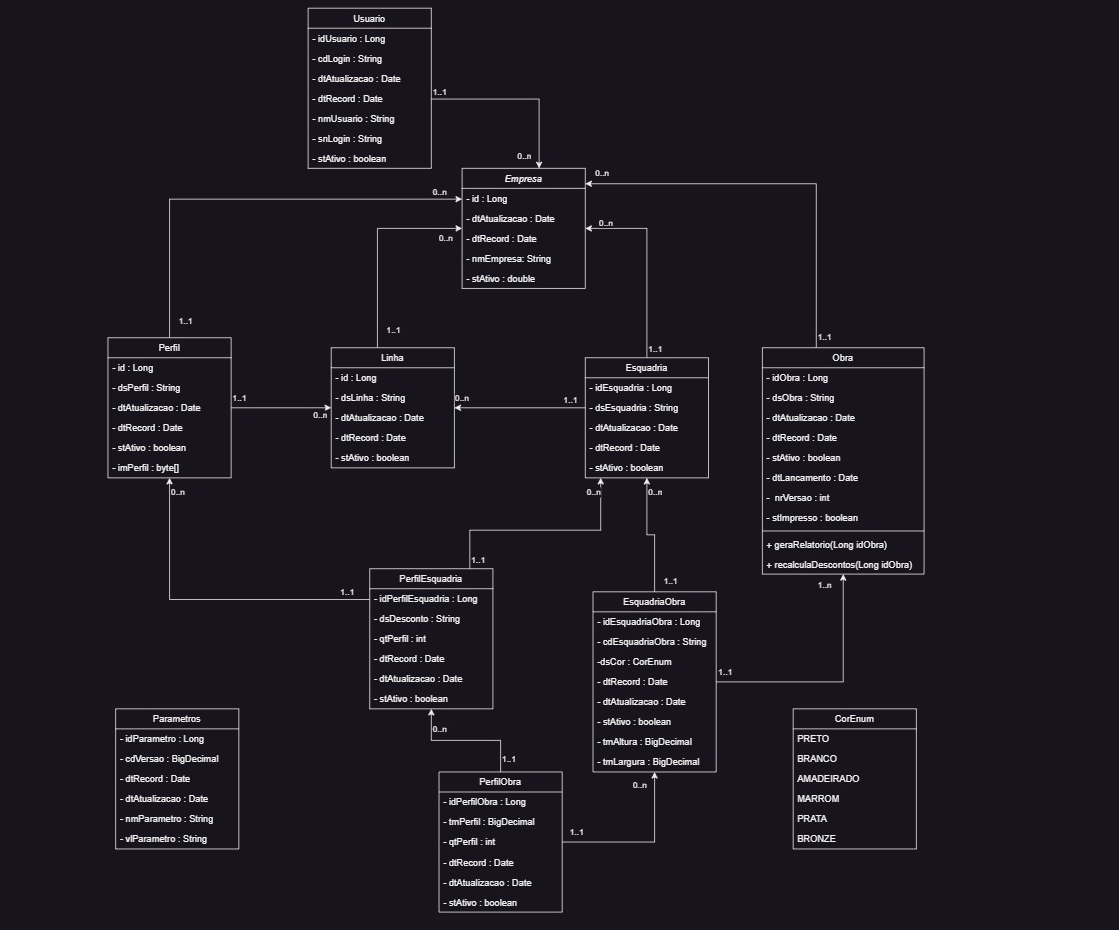 Usuario
- idUsuario : Long
- cdLogin : String
- dtAtualizacao : Date
- dtRecord : Date
- nmUsuario : String
- snLogin : String
- stAtivo : boolean
1..1
0..n
Empresa
- id : Long
- dtAtualizacao : Date
- dtRecord : Date
- nmEmpresa: String
- stAtivo : double
0..n
0..n
0..n
0..n
1..1
1..1
1..1
1..1
Perfil
- id : Long
- dsPerfil : String
- dtAtualizacao : Date
- dtRecord : Date
- stAtivo : boolean
- imPerfil : byte[]
1..1
0..n
Linha
- id : Long
- dsLinha : String
- dtAtualizacao : Date
- dtRecord : Date
- stAtivo : boolean
0..n
1..1
Esquadria
- idEsquadria : Long
- dsEsquadria : String
- dtAtualizacao : Date
- dtRecord : Date
- stAtivo : boolean
Obra
- idObra : Long
- dsObra : String
- dtAtualizacao : Date
- dtRecord : Date
- stAtivo : boolean
- dtLancamento : Date
- nrVersao : int
- stImpresso : boolean
+ geraRelatorio(Long idObra)
+ recalculaDescontos(Long idObra)
0..n
0..n
0..n
1..n
1..1
1..1
1..1
PerfilEsquadria
- idPerfilEsquadria : Long
- dsDesconto : String
- qtPerfil : int
- dtRecord : Date
- dtAtualizacao : Date
- stAtivo : boolean
EsquadriaObra
- idEsquadriaObra : Long
- cdEsquadriaObra : String
-dsCor : CorEnum
- dtRecord : Date
- dtAtualizacao : Date
- stAtivo : boolean
- tmAltura : BigDecimal
- tmLargura : BigDecimal
1..1
Parametros
- idParametro : Long
- cdVersao : BigDecimal
- dtRecord : Date
- dtAtualizacao : Date
- nmParametro : String
- vlParametro : String
0..n
1..1
0..n
1..1
PerfilObra
- idPerfilObra : Long
- tmPerfil : BigDecimal
- qtPerfil : int
- dtRecord : Date
- dtAtualizacao : Date
- stAtivo : boolean
CorEnum
PRETO
BRANCO
AMADEIRADO
MARROM
PRATA
BRONZE